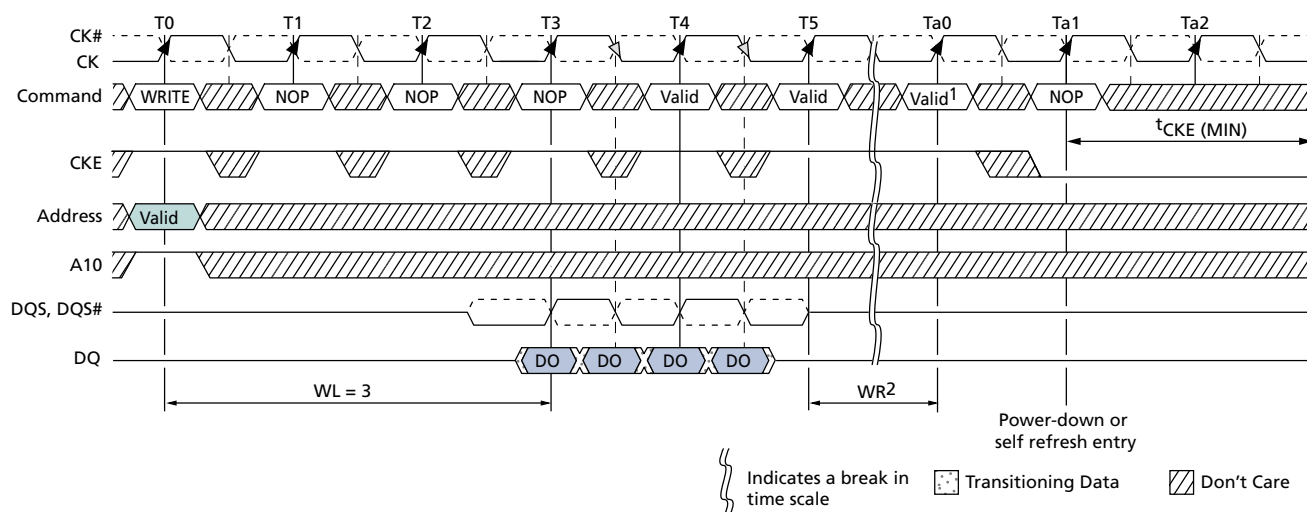 T0 T1 T2 T3 T4 T5 Ta0 Ta1 Ta2
CK#
CK
Command WRITE NOP NOP NOP Valid Valid Valid1 NOP
tCKE (MIN)
CKE
Address Valid
A10
DQS, DQS#
DQ DO DO DO DO
WL = 3 WR2
Power-down or
self refresh entry
Indicates a break in
time scale
Transitioning Data
Don't Care